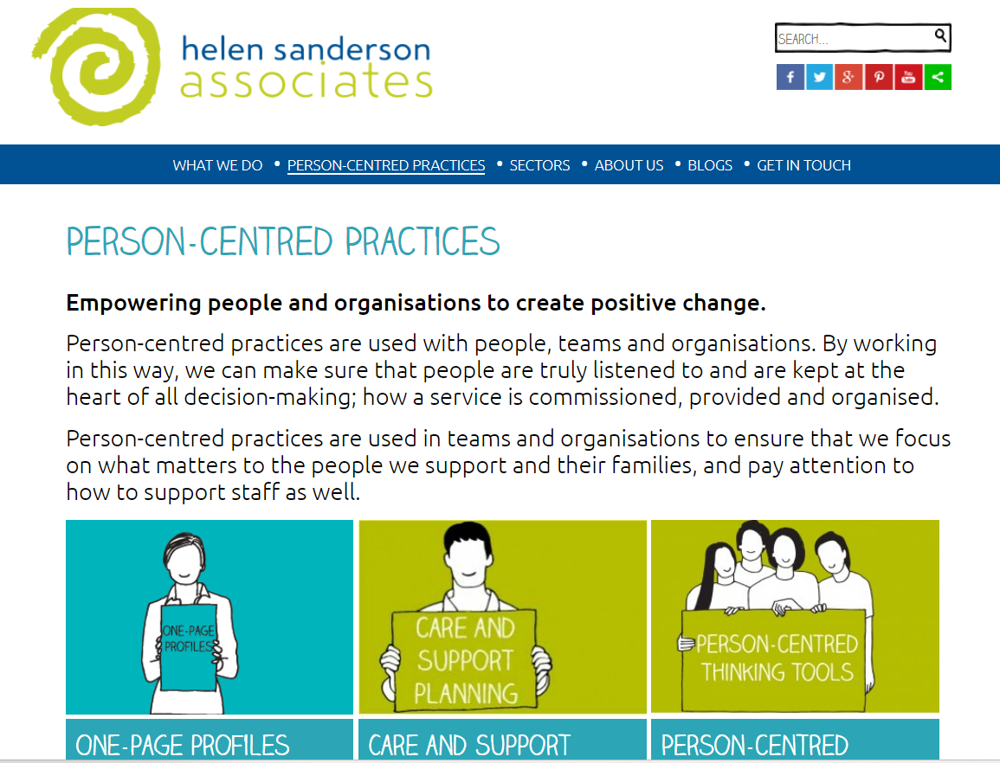 helen sanderson
associates
SEARCH...
You
Tube
WHAT WE DO • PERSON-CENTRED PRACTICES • SECTORS • ABOUT US • BLOGS • GET IN TOUCH
PERSON-CENTRED PRACTICES
Empowering people and organisations to create positive change.
Person-centred practices are used with people, teams and organisations. By working
in this way, we can make sure that people are truly listened to and are kept at the
heart of all decision-making; how a service is commissioned, provided and organised.
Person-centred practices are used in teams and organisations to ensure that we focus
on what matters to the people we support and their families, and pay attention to
how to support staff as well.
ONE-PAGE
PROFILES
CARE AND
SUPPORT
PLANNING
PERSON-CENTRED
THINKING TOOLS
ONE-PAGE PROFILES
CARE AND SUPPORT
PERSON-CENTRED